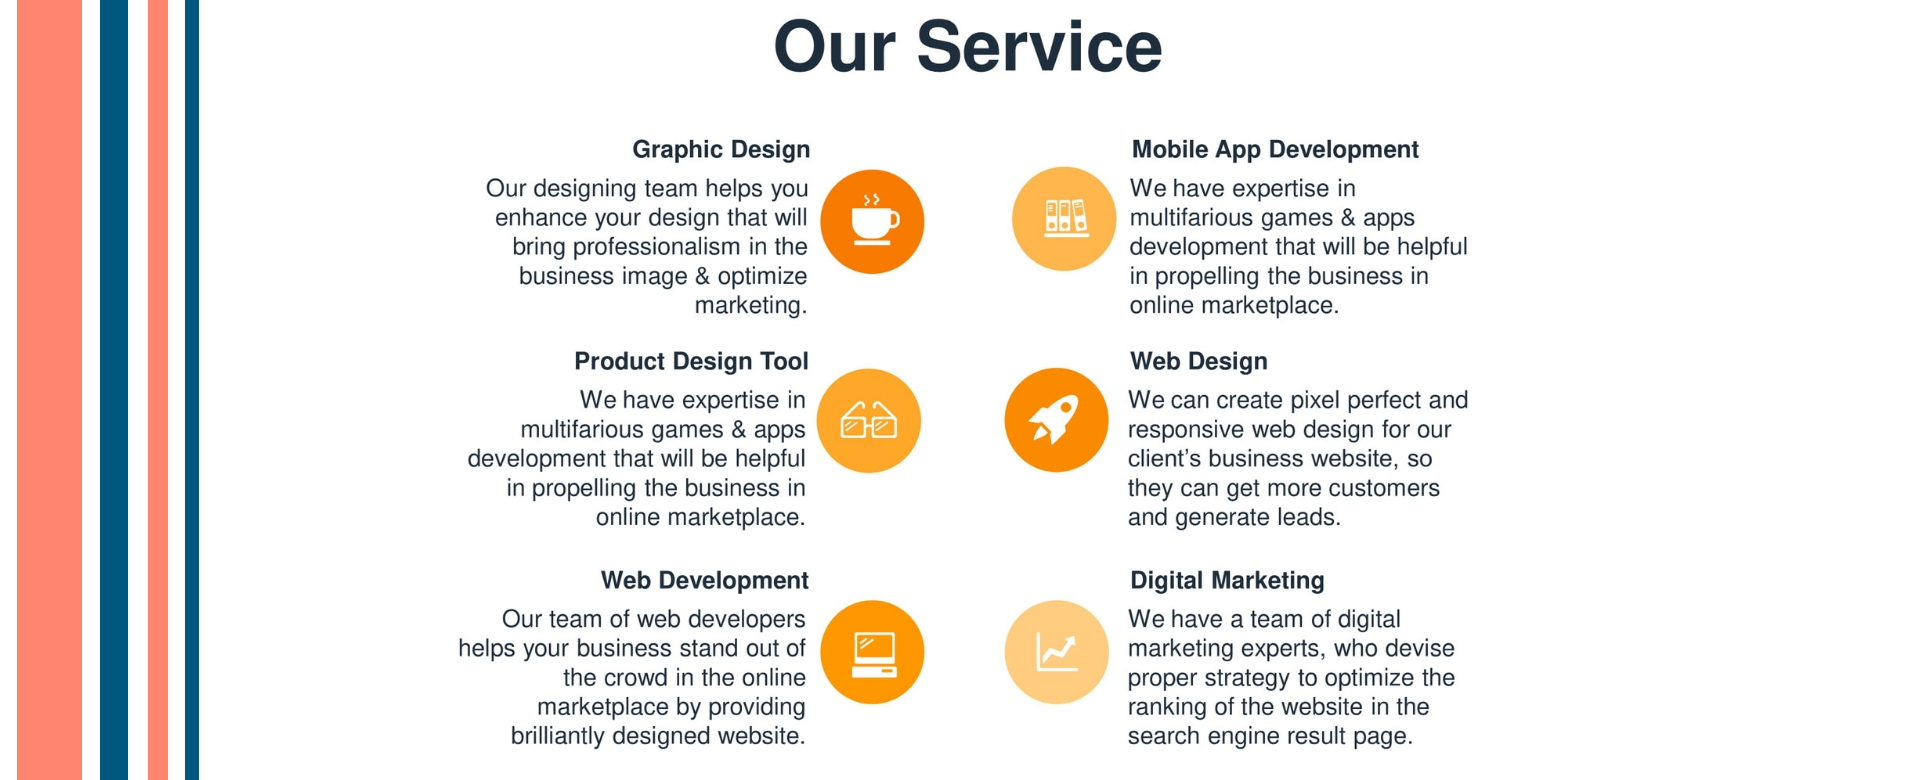 Our Service
Graphic Design
Our designing team helps you
enhance your design that will
bring professionalism in the
business image & optimize
marketing.
Mobile App Development
We have expertise in
multifarious games & apps
development that will be helpful
in propelling the business in
online marketplace.
Product Design Tool
We have expertise in
multifarious games & apps
development that will be helpful
in propelling the business in
online marketplace.
Web Design
We can create pixel perfect and
responsive web design for our
client’s business website, so
they can get more customers
and generate leads.
Web Development
Our team of web developers
helps your business stand out of
the crowd in the online
marketplace by providing
brilliantly designed website.
Digital Marketing
We have a team of digital
marketing experts, who devise
proper strategy to optimize the
ranking of the website in the
search engine result page.